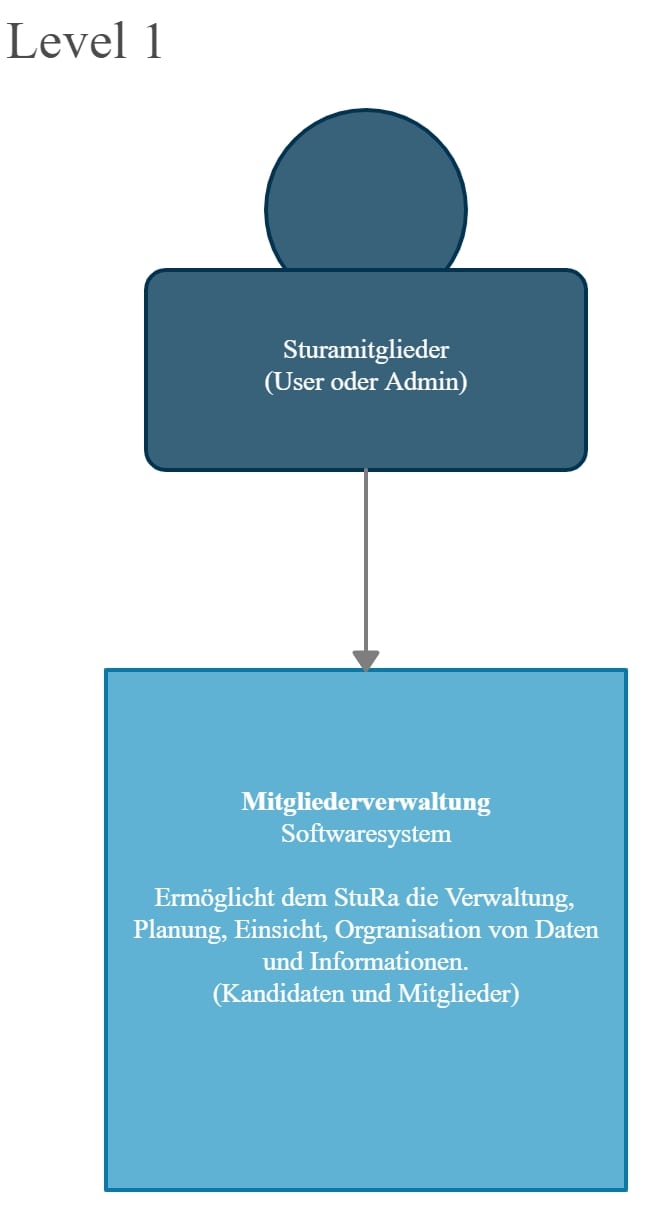 Level 1
Sturamitglieder
(User oder Admin)
Mitgliederverwaltung
Softwaresystem
Ermöglicht dem StuRa die Verwaltung,
Planung, Einsicht, Orgranisation von Daten
und Informationen.
(Kandidaten und Mitglieder)